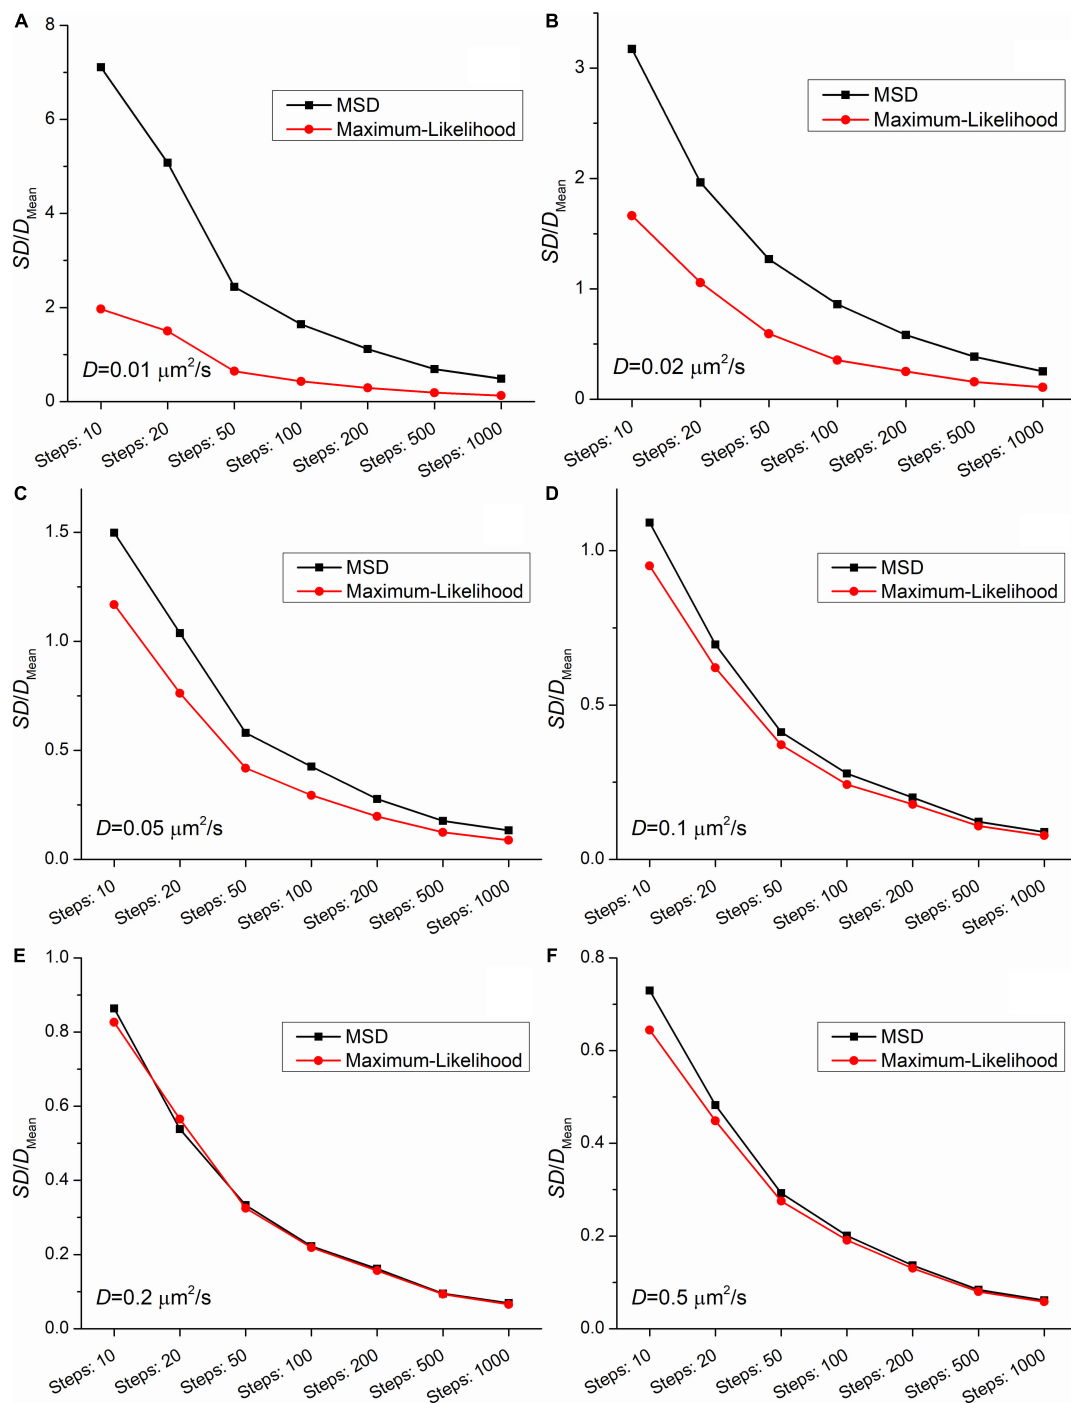 A
8
6
4
2
0
SD/D_Mean
MSD
Maximum-Likelihood
D=0.01 μm²/s
Steps: 10
Steps: 20
Steps: 50
Steps: 100
Steps: 200
Steps: 500
Steps: 1000
B
3
2
1
0
SD/D_Mean
MSD
Maximum-Likelihood
D=0.02 μm²/s
Steps: 10
Steps: 20
Steps: 50
Steps: 100
Steps: 200
Steps: 500
Steps: 1000
C
1.5
1.0
0.5
0.0
SD/D_Mean
MSD
Maximum-Likelihood
D=0.05 μm²/s
Steps: 10
Steps: 20
Steps: 50
Steps: 100
Steps: 200
Steps: 500
Steps: 1000
D
1.0
0.5
0.0
SD/D_Mean
MSD
Maximum-Likelihood
D=0.1 μm²/s
Steps: 10
Steps: 20
Steps: 50
Steps: 100
Steps: 200
Steps: 500
Steps: 1000
E
1.0
0.8
0.6
0.4
0.2
0.0
SD/D_Mean
MSD
Maximum-Likelihood
D=0.2 μm²/s
Steps: 10
Steps: 20
Steps: 50
Steps: 100
Steps: 200
Steps: 500
Steps: 1000
F
0.8
0.6
0.4
0.2
0.0
SD/D_Mean
MSD
Maximum-Likelihood
D=0.5 μm²/s
Steps: 10
Steps: 20
Steps: 50
Steps: 100
Steps: 200
Steps: 500
Steps: 1000